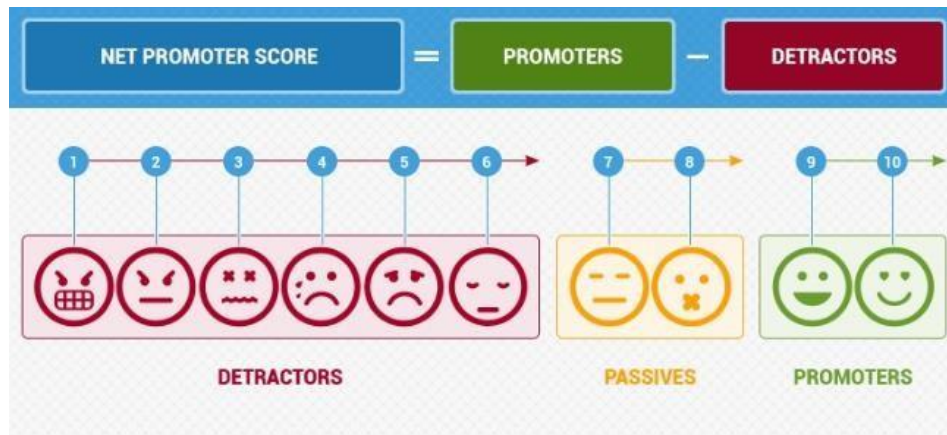 NET PROMOTER SCORE = PROMOTERS – DETRACTORS
1 2 3 4 5 6 7 8 9 10
DETRACTORS PASSIVES PROMOTERS